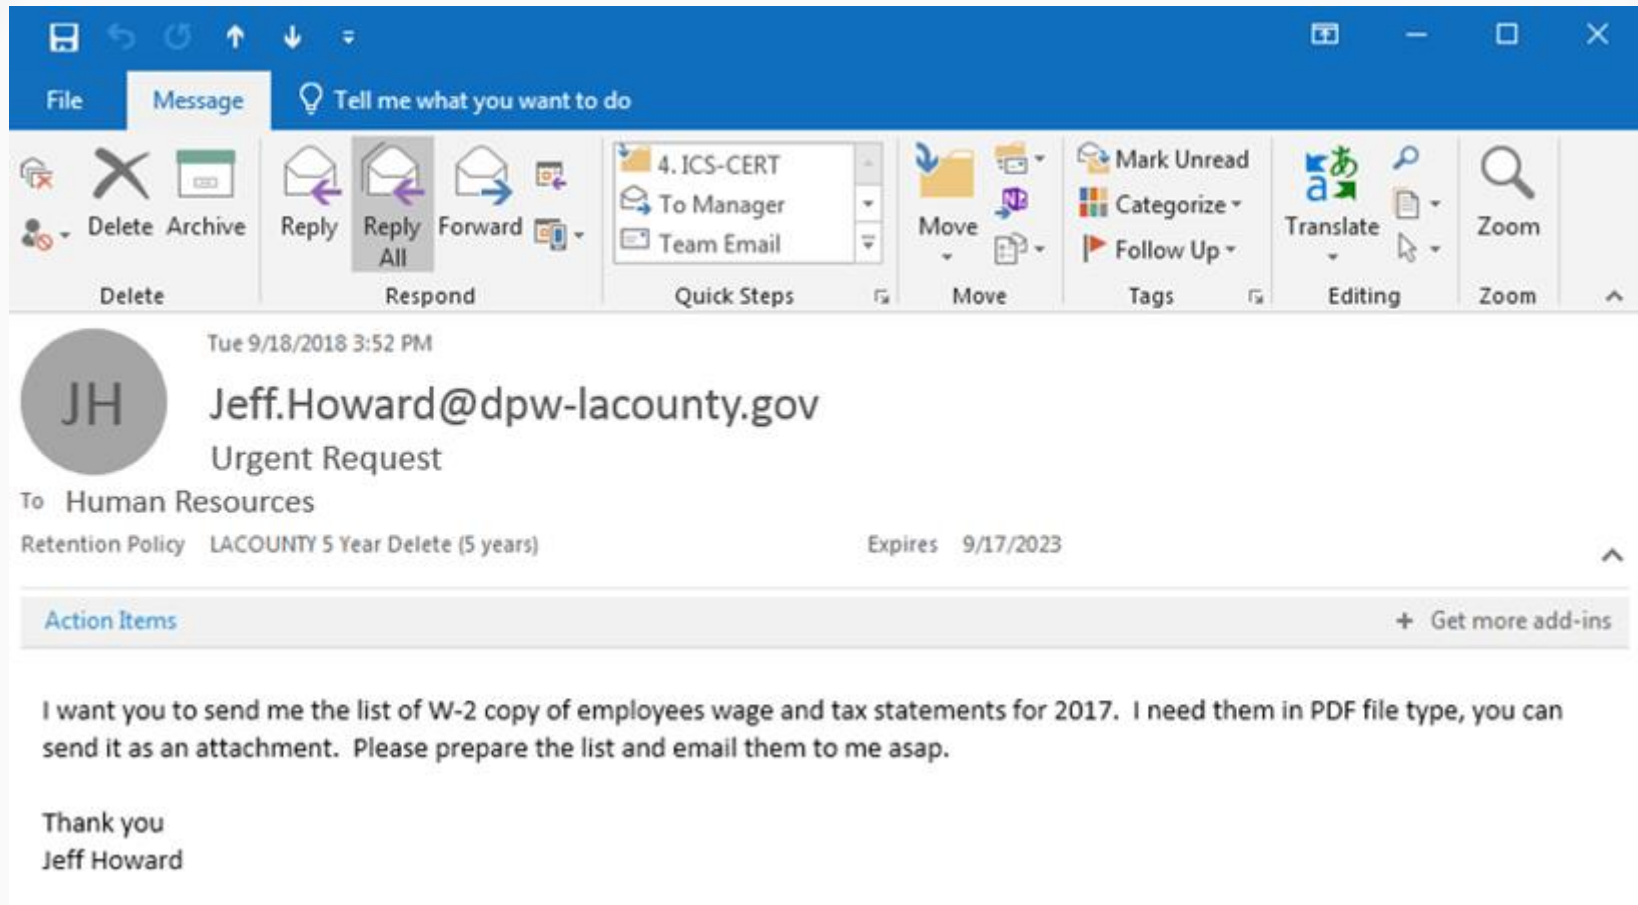 File Message Tell me what you want to do
Delete Archive Reply Reply All Forward 4. ICS-CERT To Manager Team Email Move Mark Unread Categorize Follow Up Translate Zoom
Delete Respond Quick Steps Move Tags Editing Zoom
Tue 9/18/2018 3:52 PM
JH Jeff.Howard@dpw-lacounty.gov
Urgent Request
To Human Resources
Retention Policy LACOUNTY 5 Year Delete (5 years) Expires 9/17/2023
Action Items + Get more add-ins
I want you to send me the list of W-2 copy of employees wage and tax statements for 2017.  I need them in PDF file type, you can
send it as an attachment.  Please prepare the list and email them to me asap.
Thank you
Jeff Howard